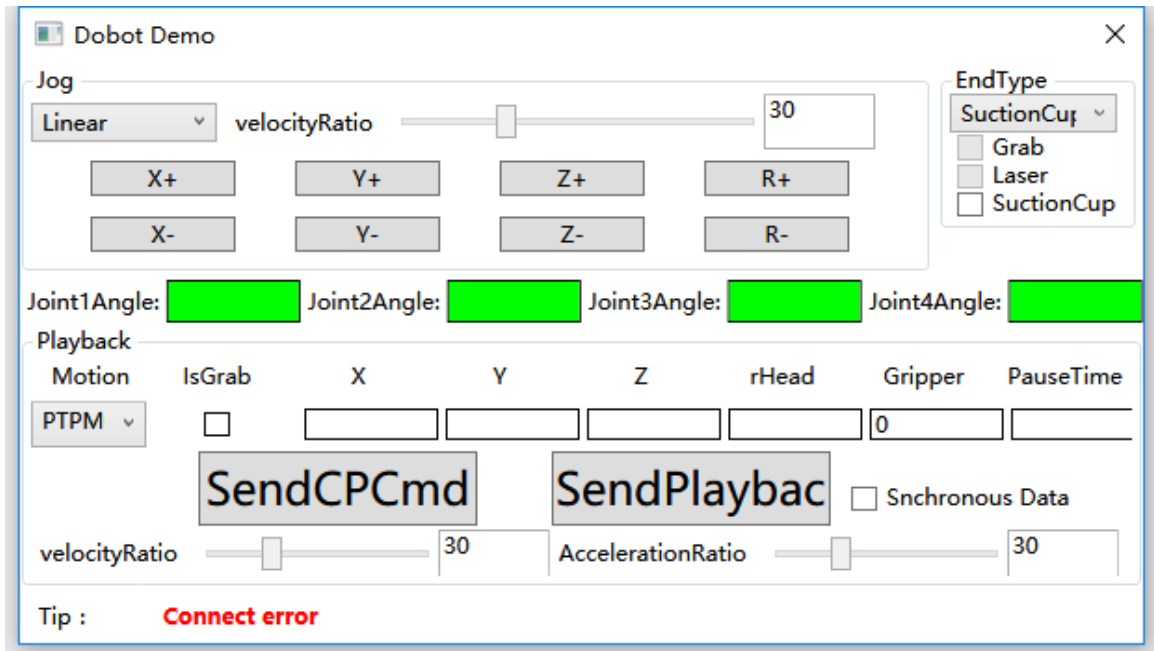 Dobot Demo
Jog
EndType
Linear velocityRatio 30
SuctionCup
Grab
Laser
SuctionCup
X+ Y+ Z+ R+
X- Y- Z- R-
Joint1Angle: Joint2Angle: Joint3Angle: Joint4Angle:
Playback
Motion IsGrab X Y Z rHead Gripper PauseTime
PTPM 0
SendCPCmd SendPlaybac Snchronous Data
velocityRatio 30 AccelerationRatio 30
Tip : Connect error